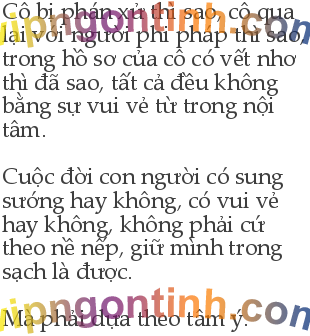 Cô bị phán xử thì sao, cô qua
lại với người phi pháp thì sao,
trong hồ sơ của cô có vết nhơ
thì đã sao, tất cả đều không
bằng sự vui vẻ từ trong nội
tâm.
Cuộc đời con người có sung
sướng hay không, có vui vẻ
hay không, không phải cứ
theo nề nếp, giữ mình trong
sạch là được.
Mà phải dựa theo tâm ý.
vipngontinh.com
vipngontinh.com